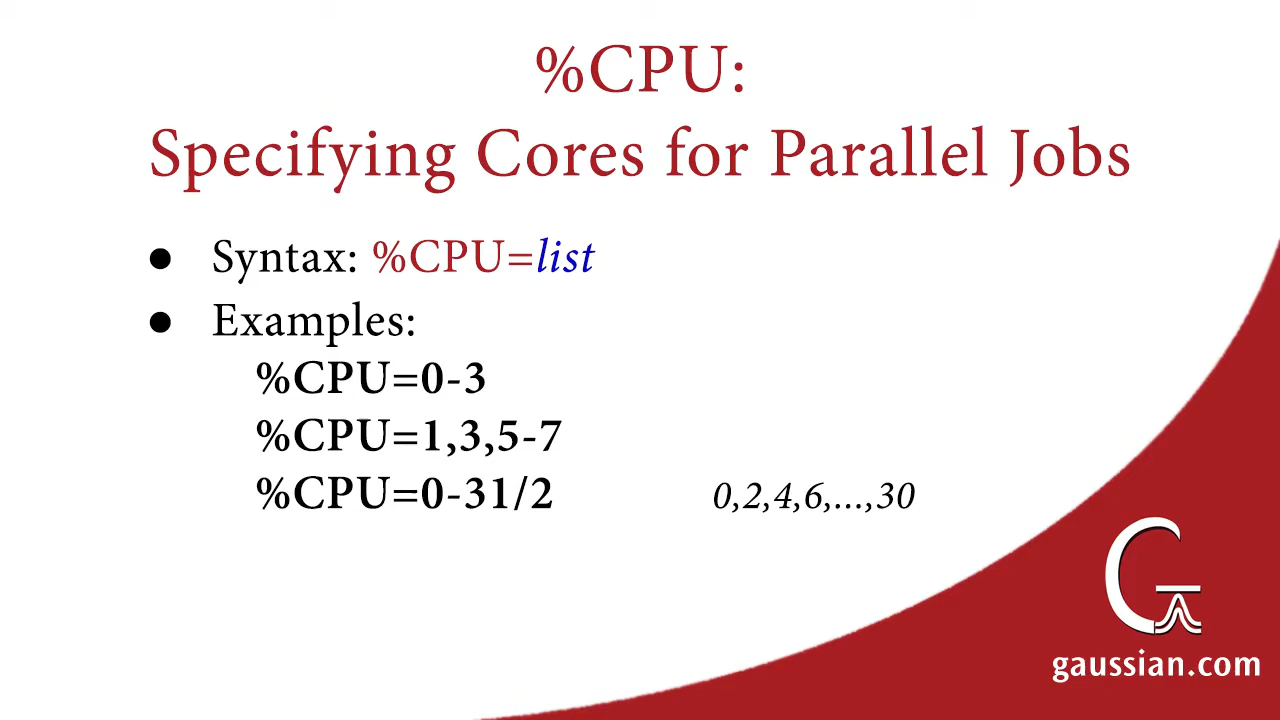 %CPU:
Specifying Cores for Parallel Jobs
● Syntax: %CPU=list
● Examples:
%CPU=0-3
%CPU=1,3,5-7
%CPU=0-31/2 0,2,4,6,...,30
G
gaussian.com